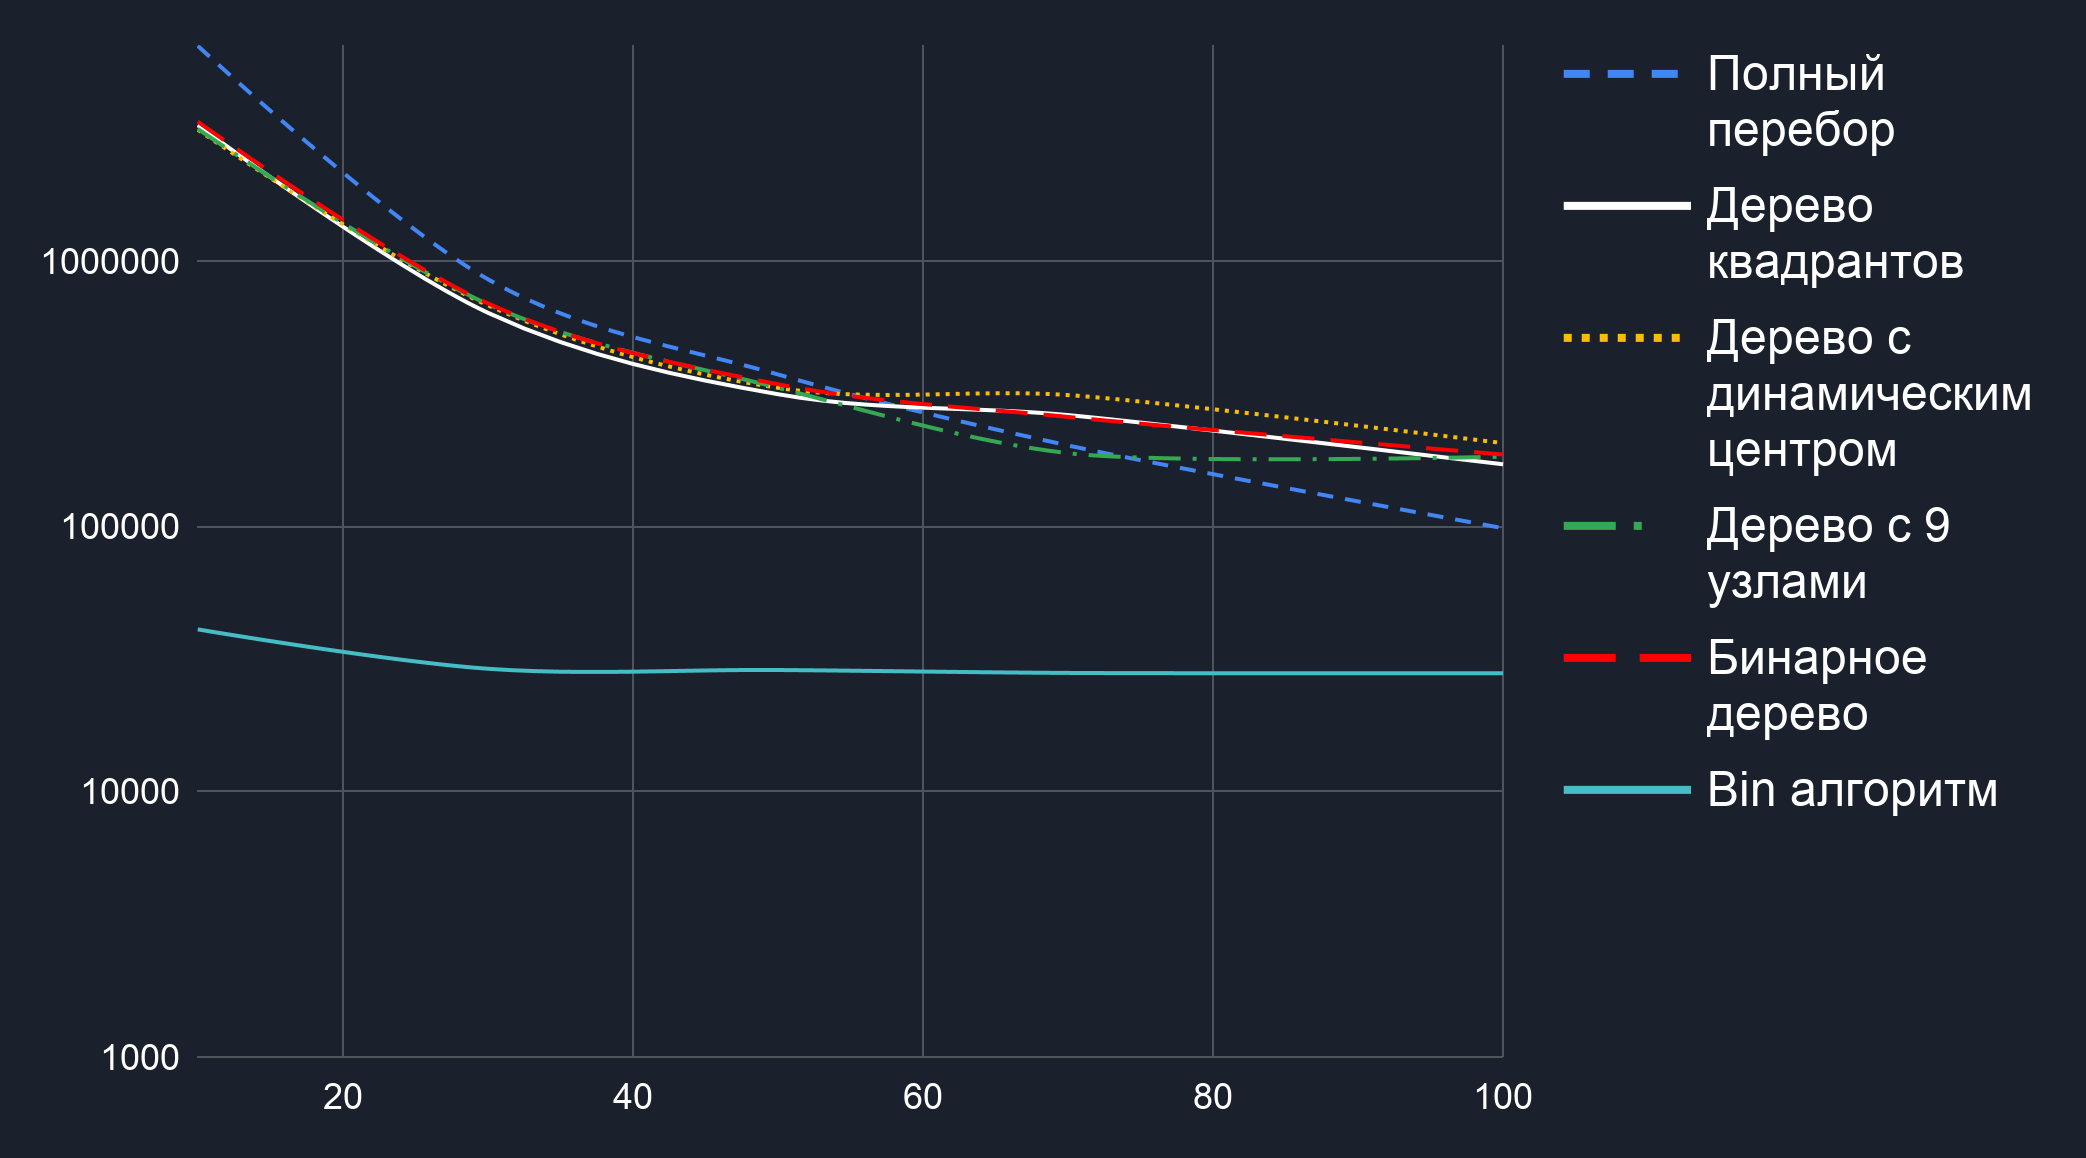 1000000
100000
10000
1000
20
40
60
80
100
Полный
перебор
Дерево
квадрантов
Дерево с
динамическим
центром
Дерево с 9
узлами
Бинарное
дерево
Bin алгоритм